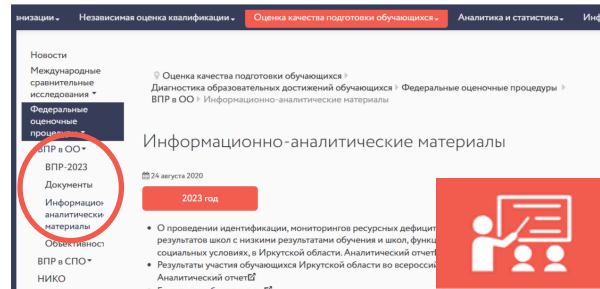 Независимая оценка квалификации
Оценка качества подготовки обучающихся
Аналитика и статистика
Новости
Международные
сравнительные
исследования
Федеральные
оценочные
процедуры
ВПР в ОО
ВПР-2023
Документы
аналитически
материалы
ВПР в СПО
НИКО
Оценка качества подготовки обучающихся
Диагностика образовательных достижений обучающихся Федеральные оценочные процедуры
ВПР в ОО Информационно-аналитические материалы
Информационно-аналитические материалы
24 августа 2020
2023 год
• О проведении идентификации, мониторингов ресурсных дефицит
результатов школ с низкими результатами обучения и школ, функц
социальных условиях, в Иркутской области. Аналитический отчет
• Результаты участия обучающихся Иркутской области во всеросси
Аналитический отчет